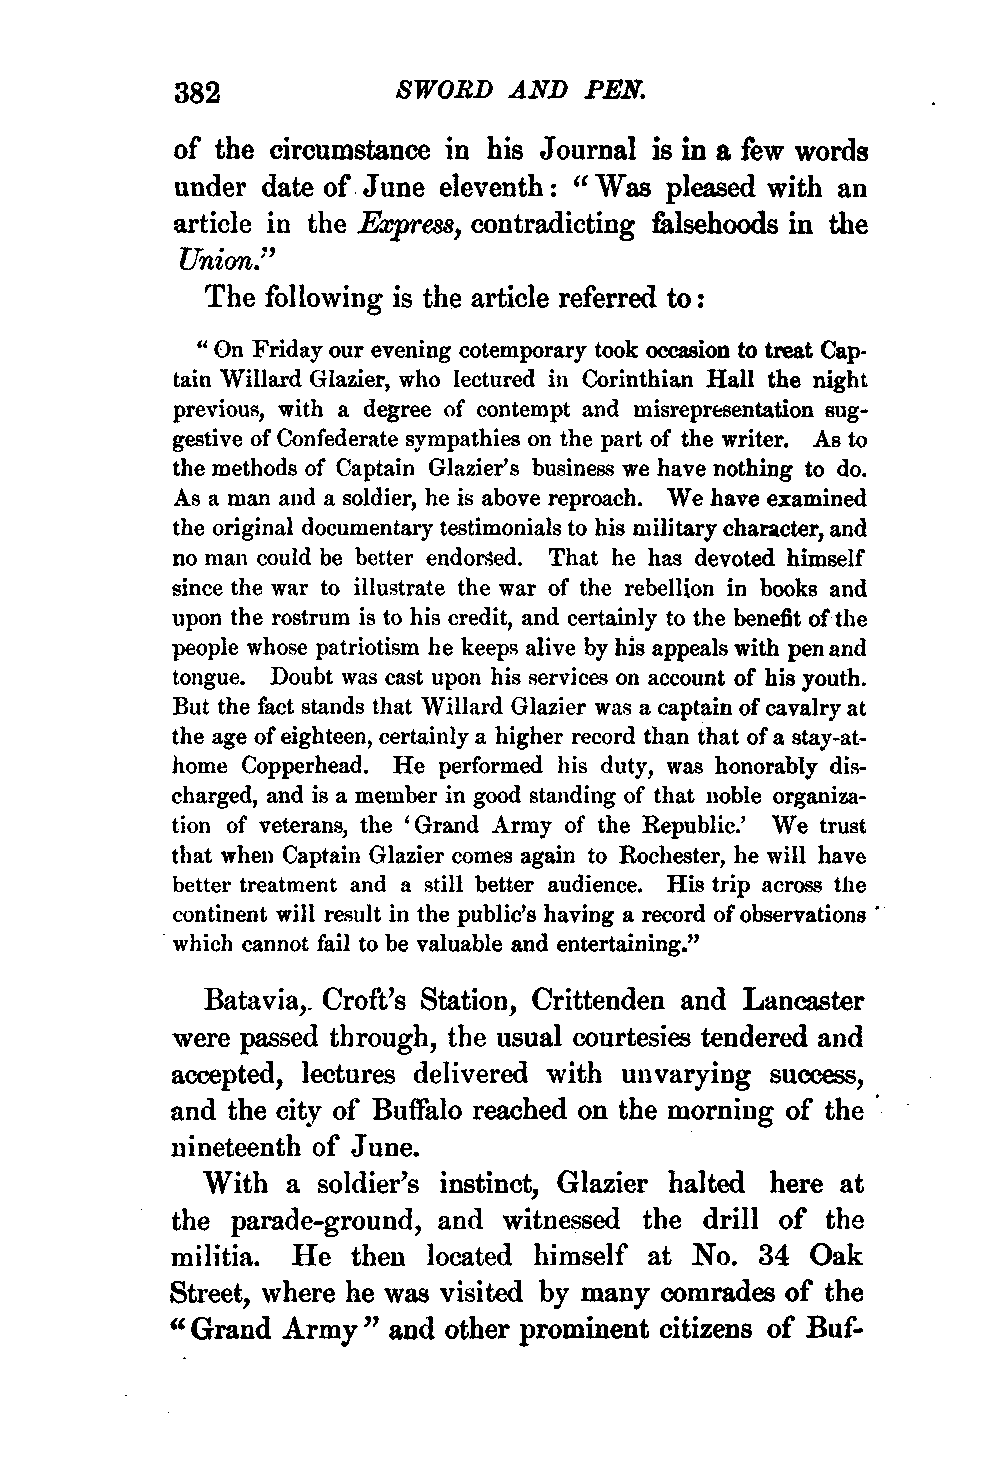 382 SWORD AND PEN.
of the circumstance in his Journal is in a few words
under date of June eleventh: “Was pleased with an
article in the Express, contradicting falsehoods in the
Union.”
The following is the article referred to:
“On Friday our evening cotemporary took occasion to treat Cap-
tain Willard Glazier, who lectured in Corinthian Hall the night
previous, with a degree of contempt and misrepresentation sug-
gestive of Confederate sympathies on the part of the writer. As to
the methods of Captain Glazier’s business we have nothing to do.
As a man and a soldier, he is above reproach. We have examined
the original documentary testimonials to his military character, and
no man could be better endorsed. That he has devoted himself
since the war to illustrate the war of the rebellion in books and
upon the rostrum is to his credit, and certainly to the benefit of the
people whose patriotism he keeps alive by his appeals with pen and
tongue. Doubt was cast upon his services on account of his youth.
But the fact stands that Willard Glazier was a captain of cavalry at
the age of eighteen, certainly a higher record than that of a stay-at-
home Copperhead. He performed his duty, was honorably dis-
charged, and is a member in good standing of that noble organiza-
tion of veterans, the ‘Grand Army of the Republic.’ We trust
that when Captain Glazier comes again to Rochester, he will have
better treatment and a still better audience. His trip across the
continent will result in the public’s having a record of observations
which cannot fail to be valuable and entertaining.”
Batavia, Croft’s Station, Crittenden and Lancaster
were passed through, the usual courtesies tendered and
accepted, lectures delivered with unvarying success,
and the city of Buffalo reached on the morning of the
nineteenth of June.
With a soldier’s instinct, Glazier halted here at
the parade-ground, and witnessed the drill of the
militia. He then located himself at No. 34 Oak
Street, where he was visited by many comrades of the
“Grand Army” and other prominent citizens of Buf-